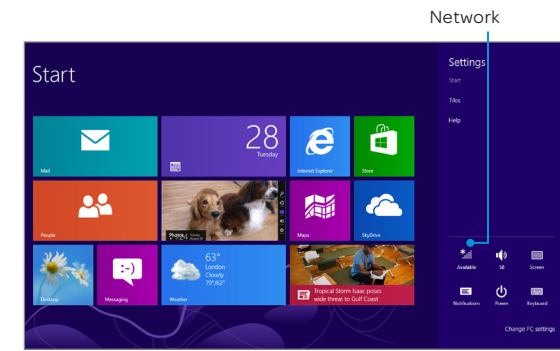 Network
Start
Settings
Start
Tiles
Help
Mail
28
Tuesday
Internet Explorer
Store
People
Photos
Maps
SkyDrive
Desktop
:-)
Messaging
63°
London
Cloudy
70°/62°
Weather
Tropical Storm Isaac poses
wide threat to Gulf Coast
Available
50
Screen
Notifications
Power
Keyboard
Change PC settings